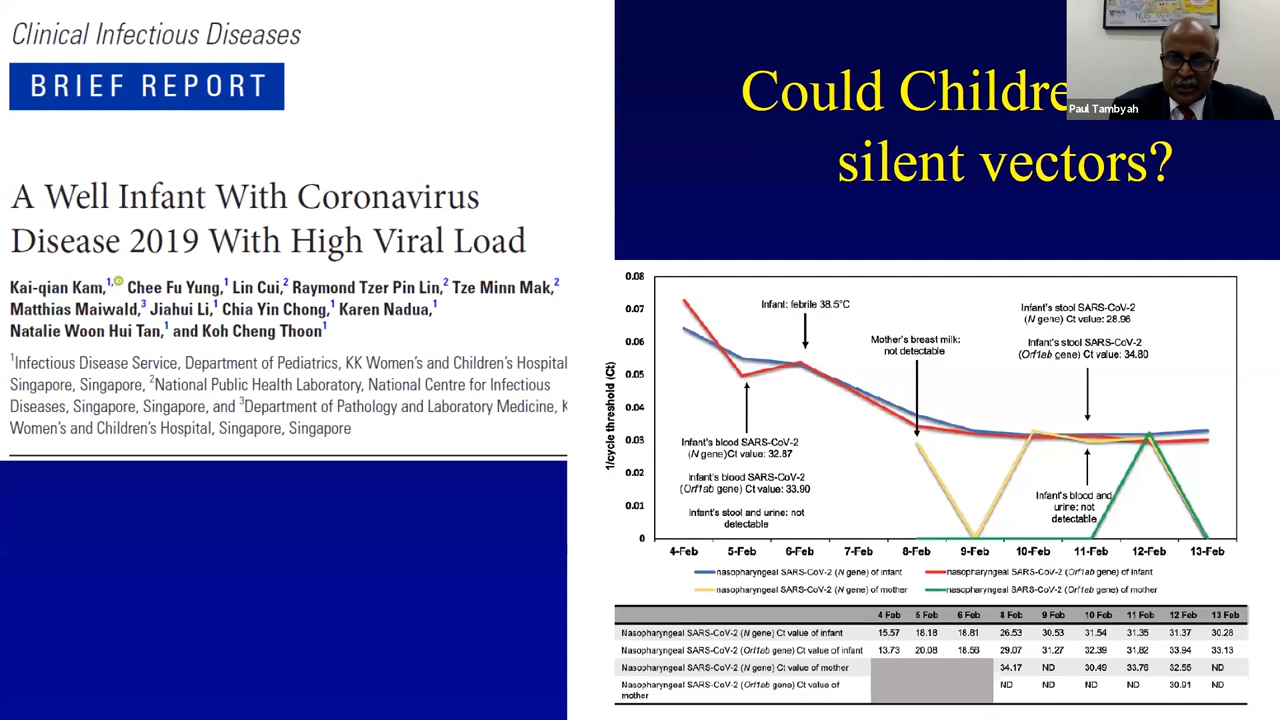 Clinical Infectious Diseases
BRIEF REPORT
A Well Infant With Coronavirus
Disease 2019 With High Viral Load
Kai-qian Kam,1, Chee Fu Yung,1 Lin Cui,2 Raymond Tzer Pin Lin,2 Tze Minn Mak,2
Matthias Maiwald,3 Jiahui Li,1 Chia Yin Chong,1 Karen Nadua,1
Natalie Woon Hui Tan,1 and Koh Cheng Thoon1
1Infectious Disease Service, Department of Pediatrics, KK Women's and Children's Hospital
Singapore, Singapore, 2National Public Health Laboratory, National Centre for Infectious
Diseases, Singapore, Singapore, and 3Department of Pathology and Laboratory Medicine, K
Women's and Children's Hospital, Singapore, Singapore
Could Childre
silent vectors?
Paul Tambyah
1/cycle threshold (Ct)
0.08
0.07
0.06
0.05
0.04
0.03
0.02
0.01
0
Infant: febrile 38.5°C
Mother's breast milk:
not detectable
Infant's stool SARS-CoV-2
(N gene) Ct value: 28.96
Infant's stool SARS-CoV-2
(Orf1ab gene) Ct value: 34.80
Infant's blood SARS-CoV-2
(N gene)Ct value: 32.87
Infant's blood SARS-CoV-2
(Orf1ab gene) Ct value: 33.90
Infant's stool and urine: not
detectable
Infant's blood and
urine: not
detectable
4-Feb 5-Feb 6-Feb 7-Feb 8-Feb 9-Feb 10-Feb 11-Feb 12-Feb 13-Feb
nasopharyngeal SARS-CoV-2 (N gene) of infant
nasopharyngeal SARS-CoV-2 (Orf1ab gene) of infant
nasopharyngeal SARS-CoV-2 (N gene) of mother
nasopharyngeal SARS-CoV-2 (Orf1ab gene) of mother
4 Feb 5 Feb 6 Feb 8 Feb 9 Feb 10 Feb 11 Feb 12 Feb 13 Feb
Nasopharyngeal SARS-CoV-2 (N gene) Ct value of infant 15.57 18.18 18.81 26.53 30.53 31.54 31.35 31.37 30.28
Nasopharyngeal SARS-CoV-2 (Orf1ab gene) Ct value of infant 13.73 20.08 18.56 29.07 31.27 32.39 31.82 33.94 33.13
Nasopharyngeal SARS-CoV-2 (N gene) Ct value of mother 34.17 ND 30.49 33.76 32.55 ND
Nasopharyngeal SARS-CoV-2 (Orf1ab gene) Ct value of
mother ND ND ND ND 30.91 ND